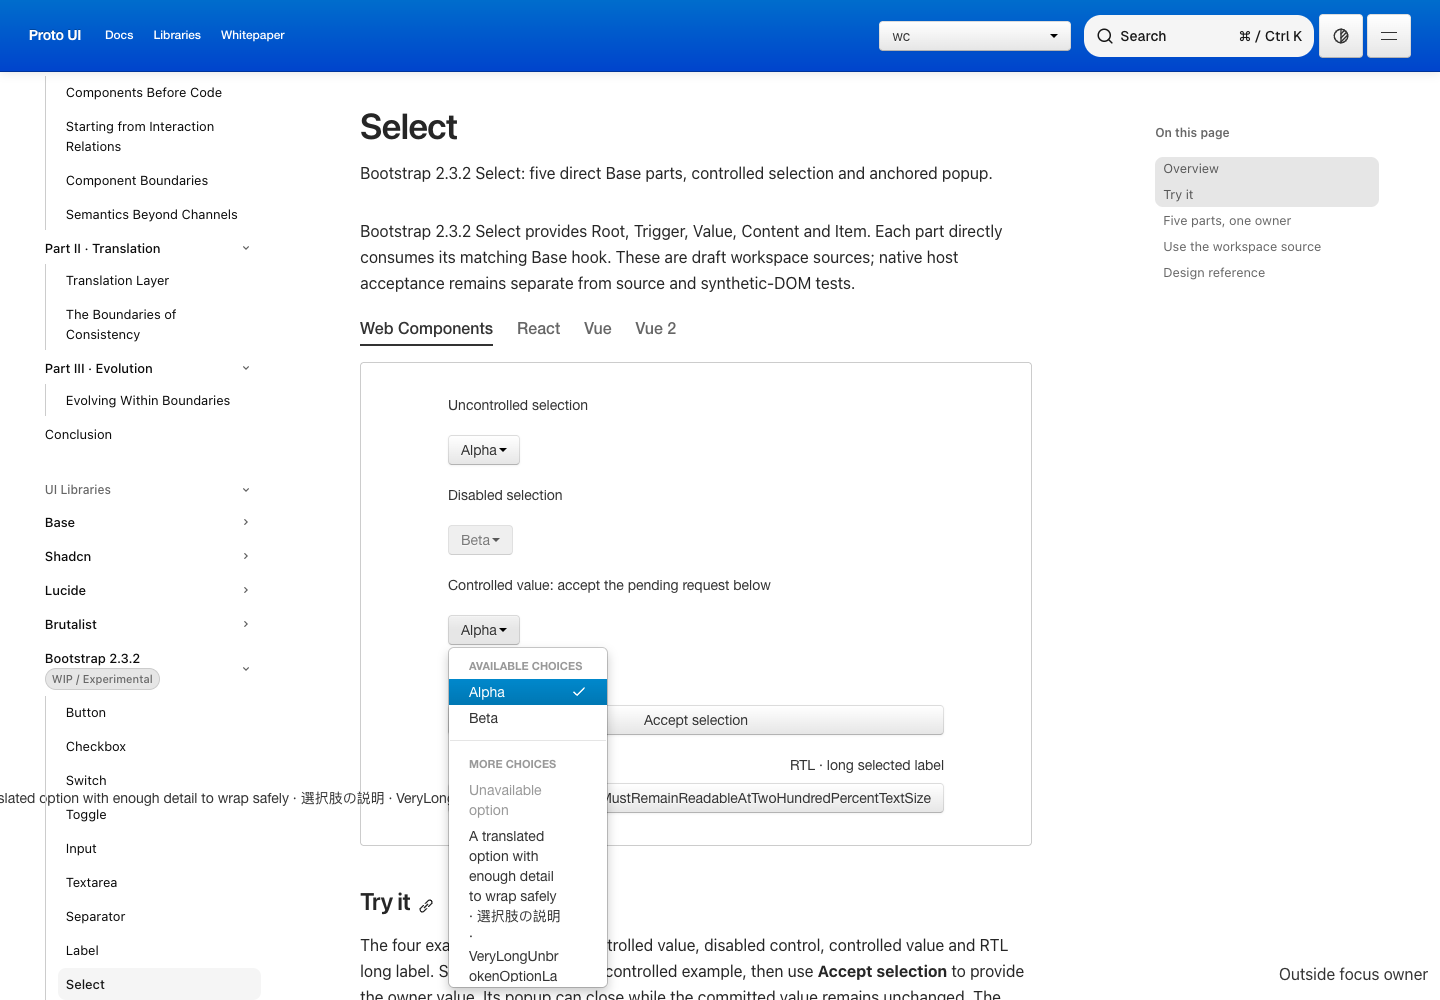 Proto UI
Docs
Libraries
Whitepaper
wc
Search
⌘ / Ctrl K
Components Before Code
Starting from Interaction
Relations
Component Boundaries
Semantics Beyond Channels
Part II · Translation
Translation Layer
The Boundaries of
Consistency
Part III · Evolution
Evolving Within Boundaries
Conclusion
UI Libraries
Base
Shadcn
Lucide
Brutalist
Bootstrap 2.3.2
WIP / Experimental
Button
Checkbox
Switch
Toggle
Input
Textarea
Separator
Label
Select
Select
Bootstrap 2.3.2 Select: five direct Base parts, controlled selection and anchored popup.
Bootstrap 2.3.2 Select provides Root, Trigger, Value, Content and Item. Each part directly
consumes its matching Base hook. These are draft workspace sources; native host
acceptance remains separate from source and synthetic-DOM tests.
Web Components
React
Vue
Vue 2
Uncontrolled selection
Alpha
Disabled selection
Beta
Controlled value: accept the pending request below
Alpha
AVAILABLE CHOICES
Alpha
Beta
MORE CHOICES
Unavailable
option
A translated
option with
enough detail
to wrap safely
· 選択肢の説明
·
VeryLongUnbr
okenOptionLa
Accept selection
RTL · long selected label
option with enough detail to wrap safely · 選択肢の説明 · MustRemainReadableAtTwoHundredPercentTextSize
Try it
The four trolled value, disabled control, controlled value and RTL
long label. controlled example, then use Accept selection to provide
the owner value. Its popup can close while the committed value remains unchanged. The
On this page
Overview
Try it
Five parts, one owner
Use the workspace source
Design reference
Outside focus owner